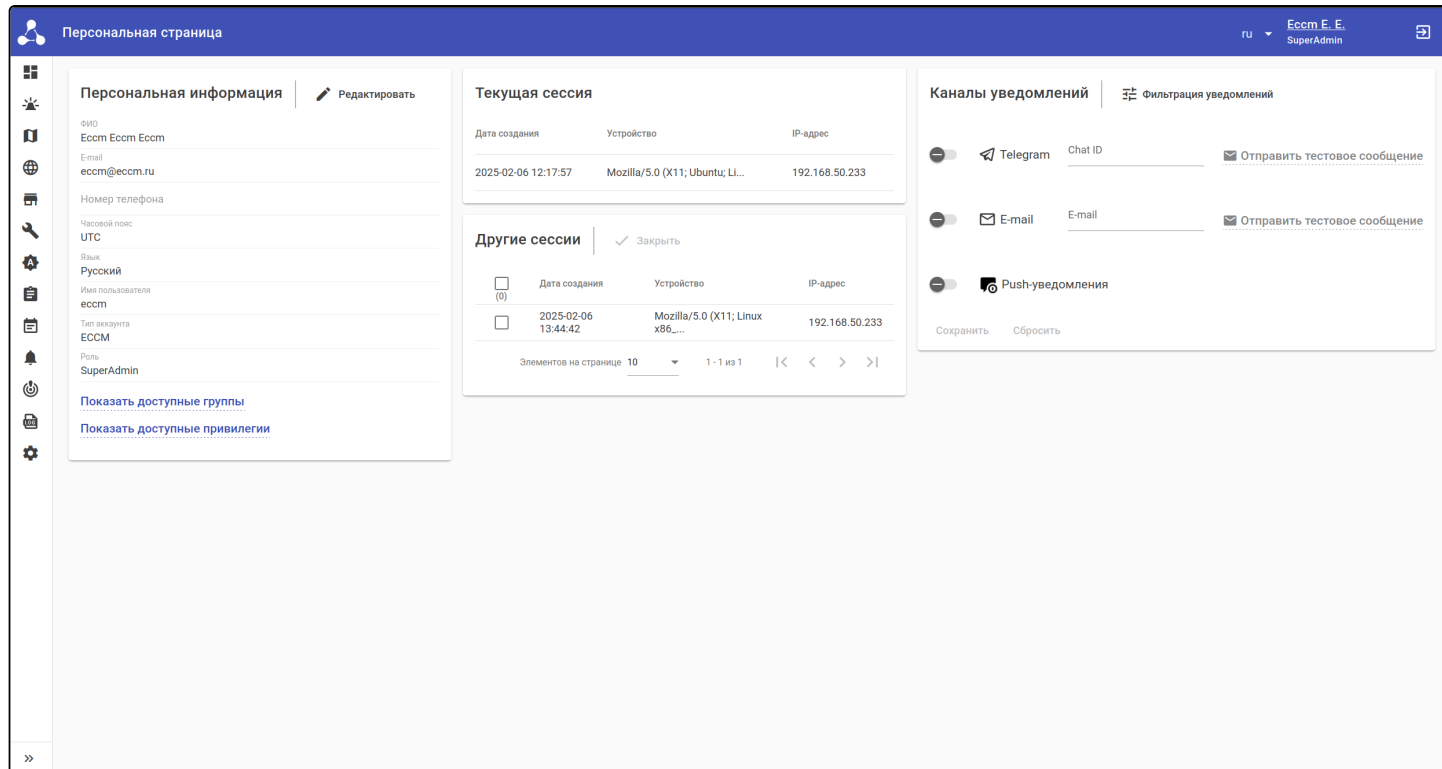 Персональная страница
ru
Eccm E. E.
SuperAdmin
Персональная информация
Редактировать
ФИО
Eccm Eccm Eccm
E-mail
eccm@eccm.ru
Номер телефона
Часовой пояс
UTC
Язык
Русский
Имя пользователя
eccm
Тип аккаунта
ECCM
Роль
SuperAdmin
Показать доступные группы
Показать доступные привилегии
Текущая сессия
Дата создания Устройство IP-адрес
2025-02-06 12:17:57 Mozilla/5.0 (X11; Ubuntu; Li... 192.168.50.233
Другие сессии
Закрыть
(0)
Дата создания Устройство IP-адрес
2025-02-06
13:44:42
Mozilla/5.0 (X11; Linux
x86_...
192.168.50.233
Элементов на странице 10 1 - 1 из 1
Каналы уведомлений
Фильтрация уведомлений
Telegram
Chat ID
Отправить тестовое сообщение
E-mail
E-mail
Отправить тестовое сообщение
Push-уведомления
Сохранить Сбросить
A
LOG